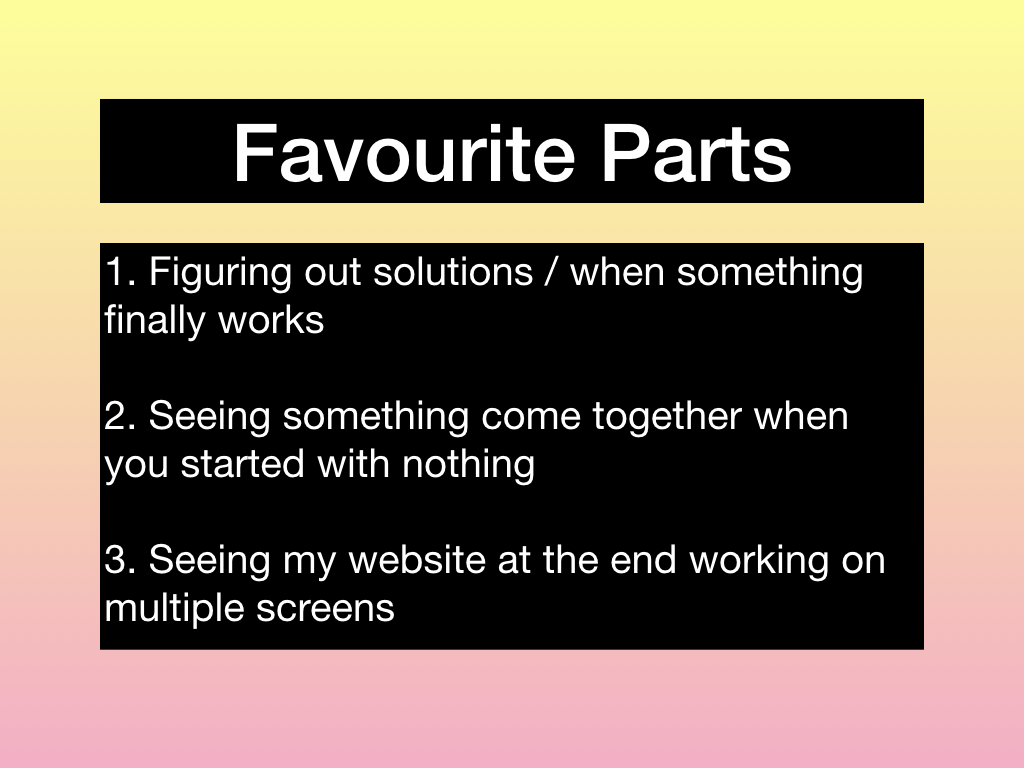 Favourite Parts
1. Figuring out solutions / when something
finally works
2. Seeing something come together when
you started with nothing
3. Seeing my website at the end working on
multiple screens